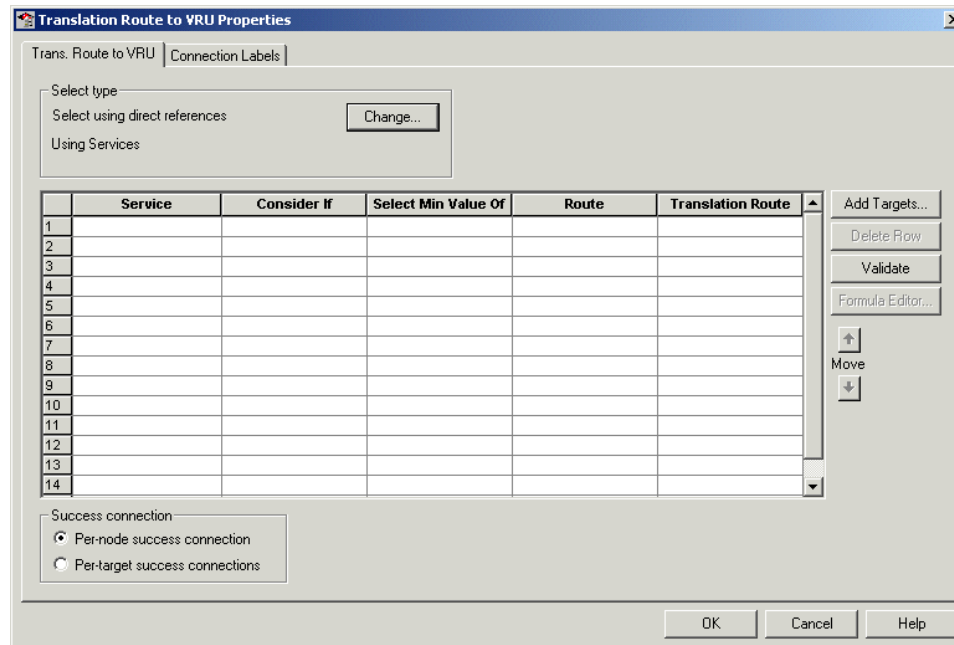 Translation Route to VRU Properties
Trans. Route to VRU Connection Labels
Select type
Select using direct references Change...
Using Services
Service Consider If Select Min Value Of Route Translation Route Add Targets...
1
2 Delete Row
3
4 Validate
5 Formula Editor...
6
7
8 Move
9
10
11
12
13
14
Success connection
Per-node success connection
Per-target success connections
OK Cancel Help